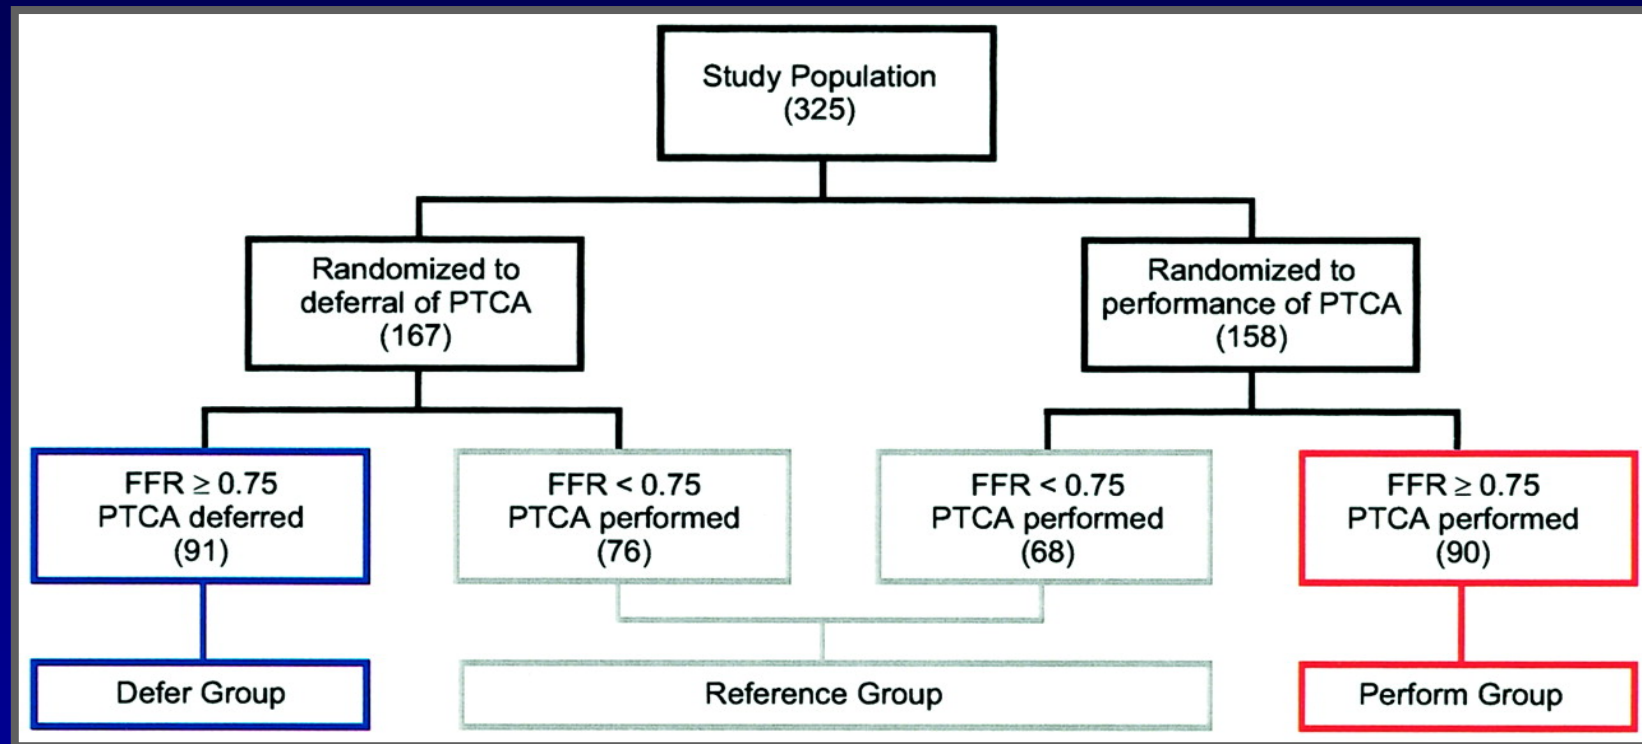 Study Population
(325)
Randomized to
deferral of PTCA
(167)
Randomized to
performance of PTCA
(158)
FFR ≥ 0.75
PTCA deferred
(91)
FFR < 0.75
PTCA performed
(76)
FFR < 0.75
PTCA performed
(68)
FFR ≥ 0.75
PTCA performed
(90)
Defer Group
Reference Group
Perform Group